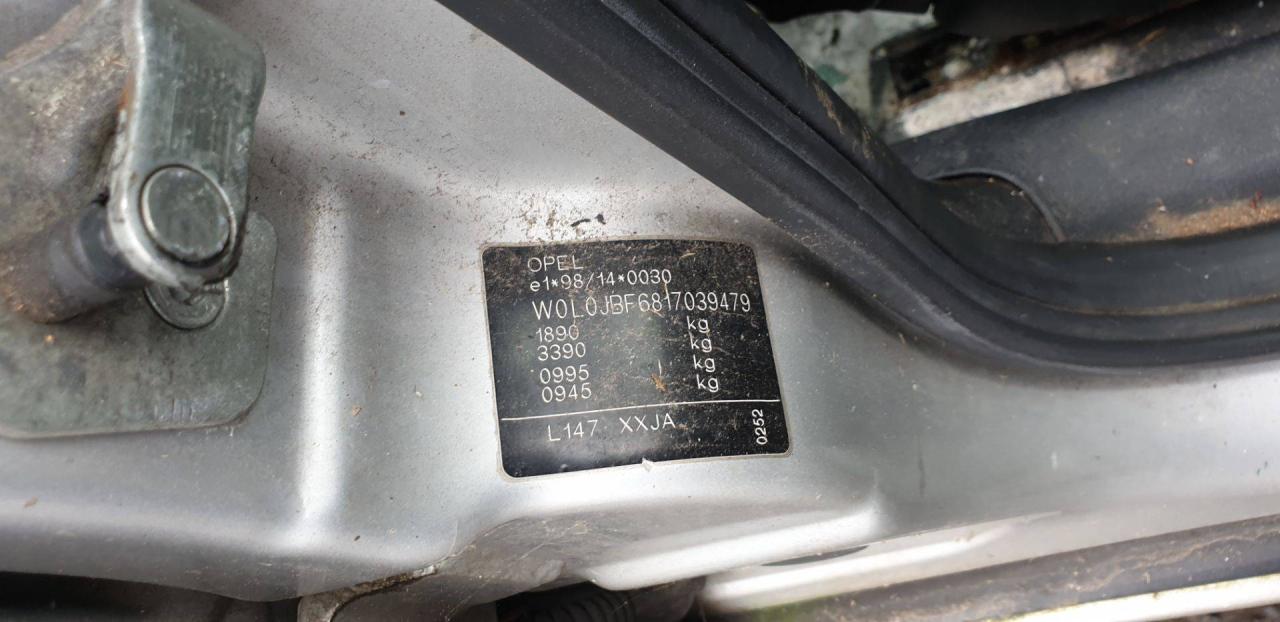 OPEL
e1*98/14*0030
W0L0JBF6817039479
1890 kg
3390 kg
0995 kg
0945 kg
L147 XXJA
0252